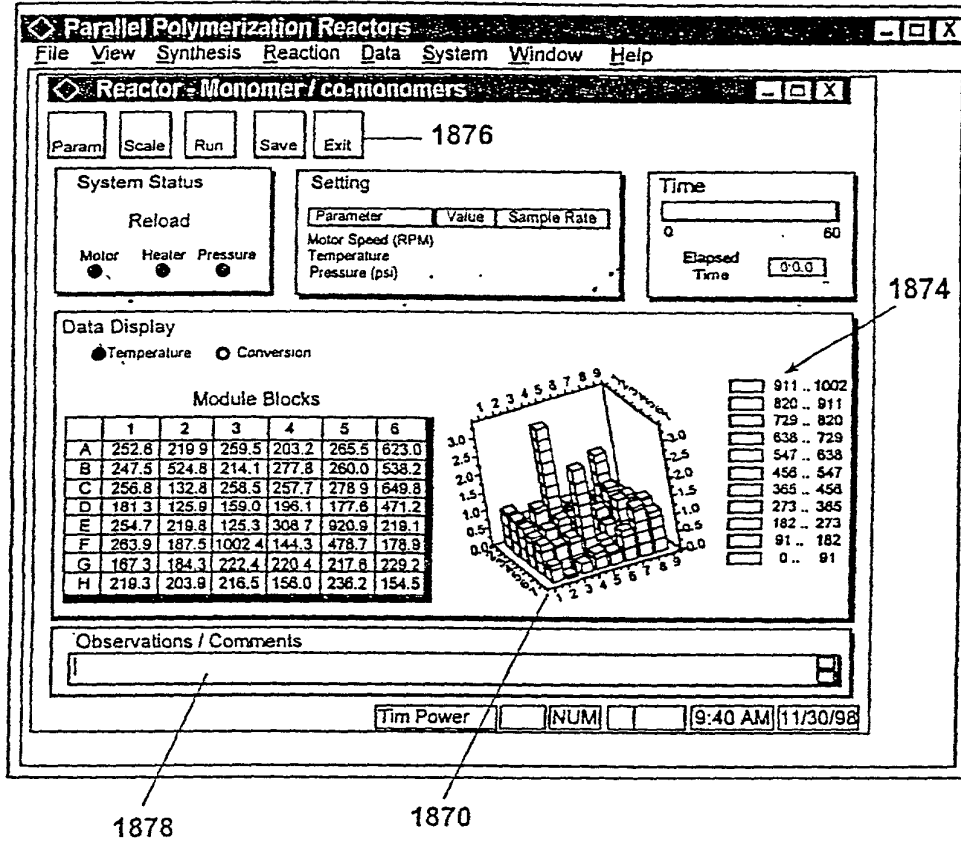 Parallel Polymerization Reactors
File View Synthesis Reaction Data System Window Help
Reactor - Monomer / co-monomers
Param Scale Run Save Exit
1876
System Status
Reload
Motor Heater Pressure
Setting
Parameter Value Sample Rate
Motor Speed (RPM)
Temperature
Pressure (psi)
Time
0 60
Elapsed
Time
0:0.0
1874
Data Display
Temperature Conversion
Module Blocks
1 2 3 4 5 6
A 252.8 219.9 259.5 203.2 265.5 623.0
B 247.5 524.8 214.1 277.8 260.0 538.2
C 256.8 132.8 258.5 257.7 278.9 649.8
D 181.3 125.9 159.0 196.1 177.6 471.2
E 254.7 219.8 125.3 308.7 920.9 219.1
F 263.9 187.5 1002.4 144.3 478.7 178.9
G 167.3 184.3 222.4 220.4 217.6 229.2
H 219.3 203.9 216.5 156.0 236.2 154.5
1 2 3 4 5 6 7 8 9
3.0
2.5
2.0
1.5
1.0
0.5
0.0
3.0
2.5
2.0
1.5
1.0
0.5
0.0
1 2 3 4 5 6 7 8 9
911 .. 1002
820 .. 911
729 .. 820
638 .. 729
547 .. 638
456 .. 547
365 .. 456
273 .. 365
182 .. 273
91 .. 182
0 .. 91
Observations / Comments
Tim Power NUM 9:40 AM 11/30/98
1878
1870